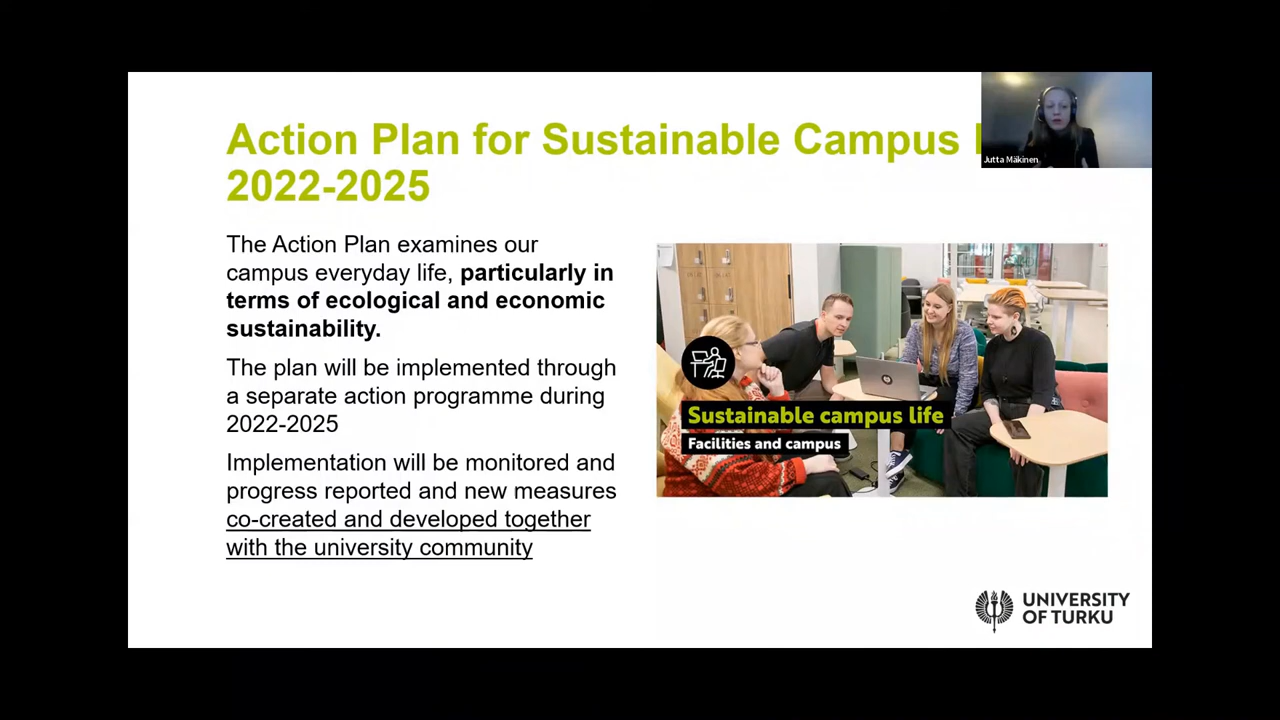 Action Plan for Sustainable Campus
2022-2025
Jutta Mäkinen
The Action Plan examines our
campus everyday life, particularly in
terms of ecological and economic
sustainability.
The plan will be implemented through
a separate action programme during
2022-2025
Implementation will be monitored and
progress reported and new measures
co-created and developed together
with the university community
Sustainable campus life
Facilities and campus
UNIVERSITY
OF TURKU